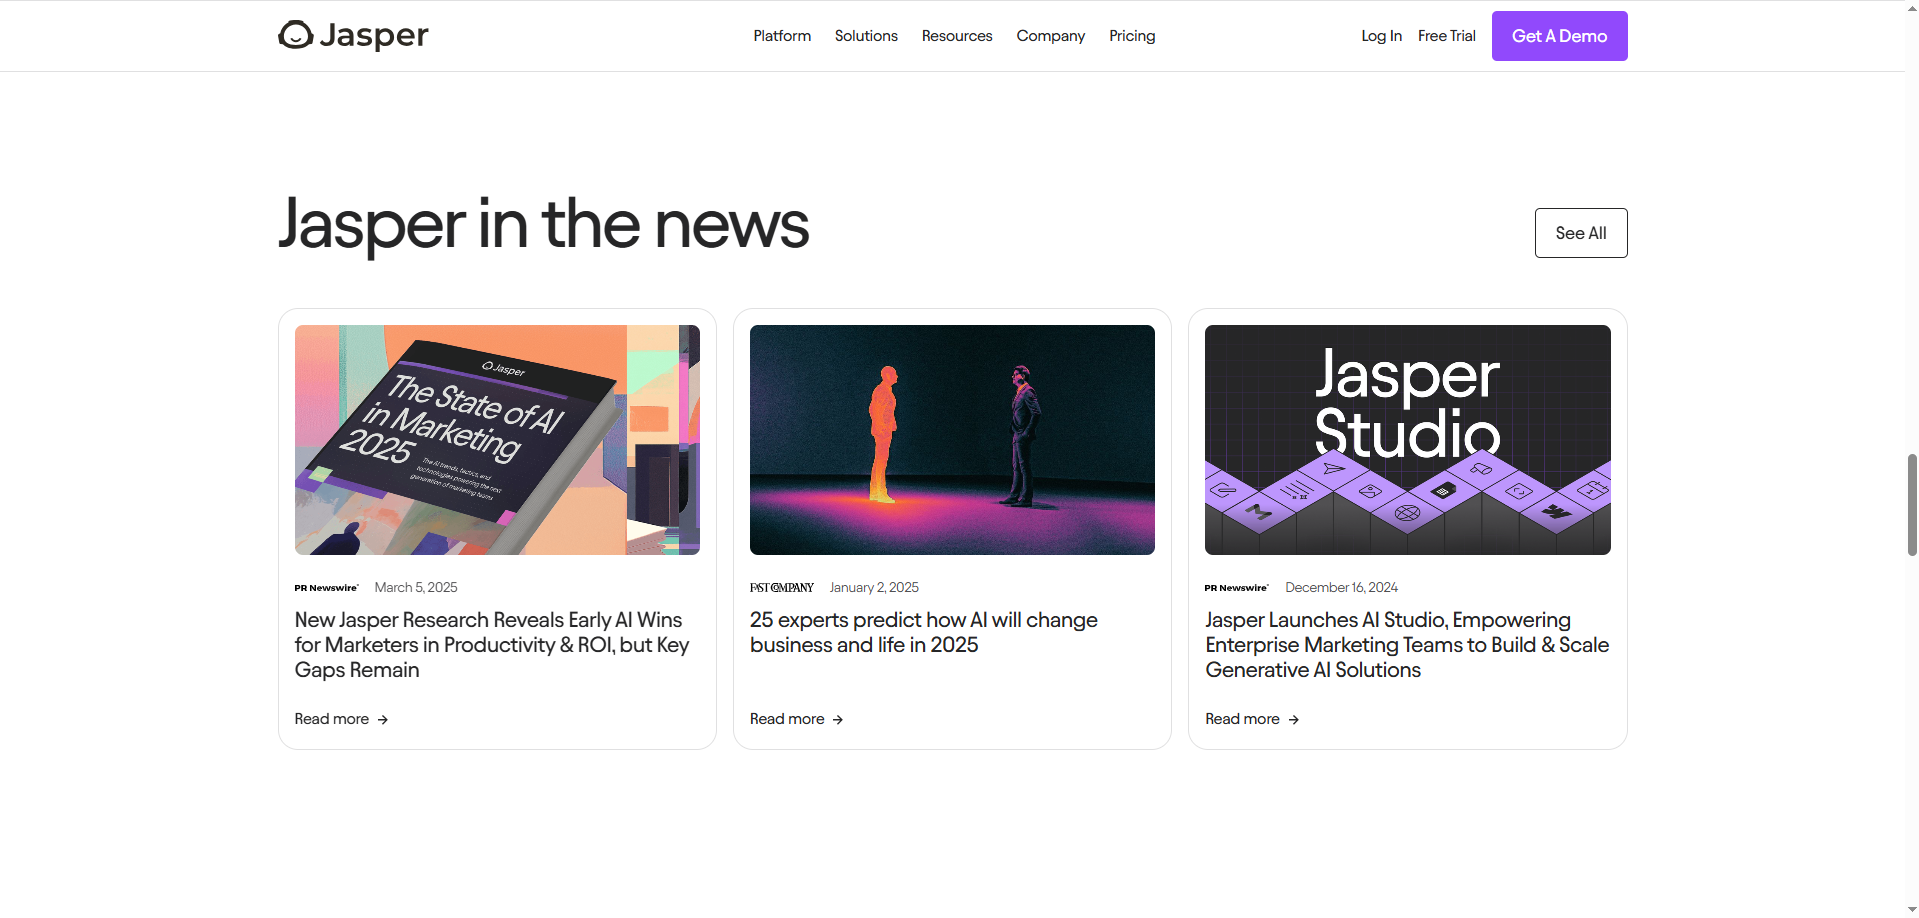 Jasper
Platform
Solutions
Resources
Company
Pricing
Log In
Free Trial
Get A Demo
Jasper in the news
See All
Jasper
The State of AI
in Marketing
2025
The AI trends, tactics, and
technologies powering the next
generation of marketing teams
PR Newswire
March 5, 2025
New Jasper Research Reveals Early AI Wins
for Marketers in Productivity & ROI, but Key
Gaps Remain
Read more →
FAST COMPANY
January 2, 2025
25 experts predict how AI will change
business and life in 2025
Read more →
Jasper
Studio
1
PR Newswire
December 16, 2024
Jasper Launches AI Studio, Empowering
Enterprise Marketing Teams to Build & Scale
Generative AI Solutions
Read more →